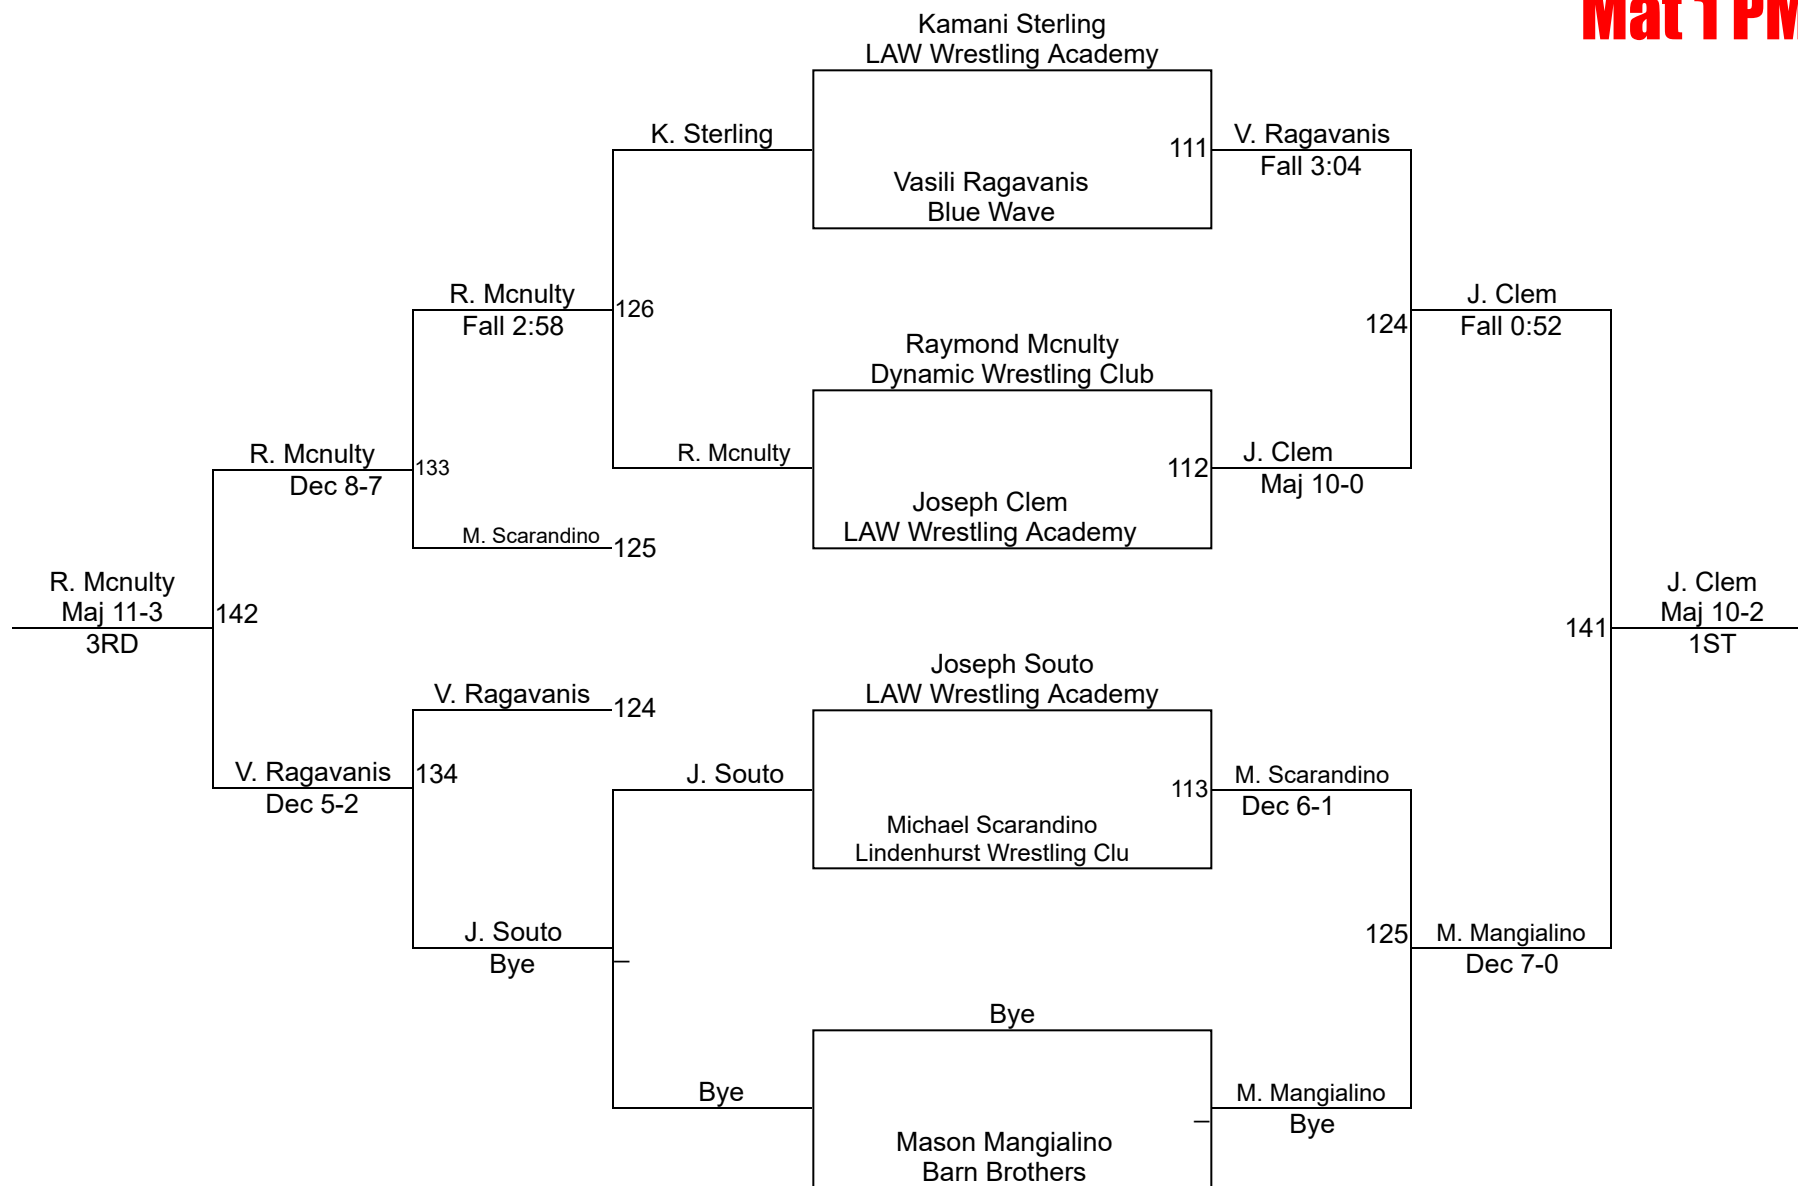 Mat 1 PM
Kamani Sterling
LAW Wrestling Academy
K. Sterling
111
V. Ragavanis
Fall 3:04
Vasili Ragavanis
Blue Wave
R. Mcnulty
Fall 2:58
126
124
J. Clem
Fall 0:52
Raymond Mcnulty
Dynamic Wrestling Club
R. Mcnulty
Dec 8-7
133
R. Mcnulty
112
J. Clem
Maj 10-0
Joseph Clem
LAW Wrestling Academy
M. Scarandino
125
R. Mcnulty
Maj 11-3
3RD
142
141
J. Clem
Maj 10-2
1ST
Joseph Souto
LAW Wrestling Academy
V. Ragavanis
124
V. Ragavanis
Dec 5-2
134
J. Souto
113
M. Scarandino
Dec 6-1
Michael Scarandino
Lindenhurst Wrestling Clu
J. Souto
Bye
125
M. Mangialino
Dec 7-0
Bye
Bye
M. Mangialino
Bye
Mason Mangialino
Barn Brothers